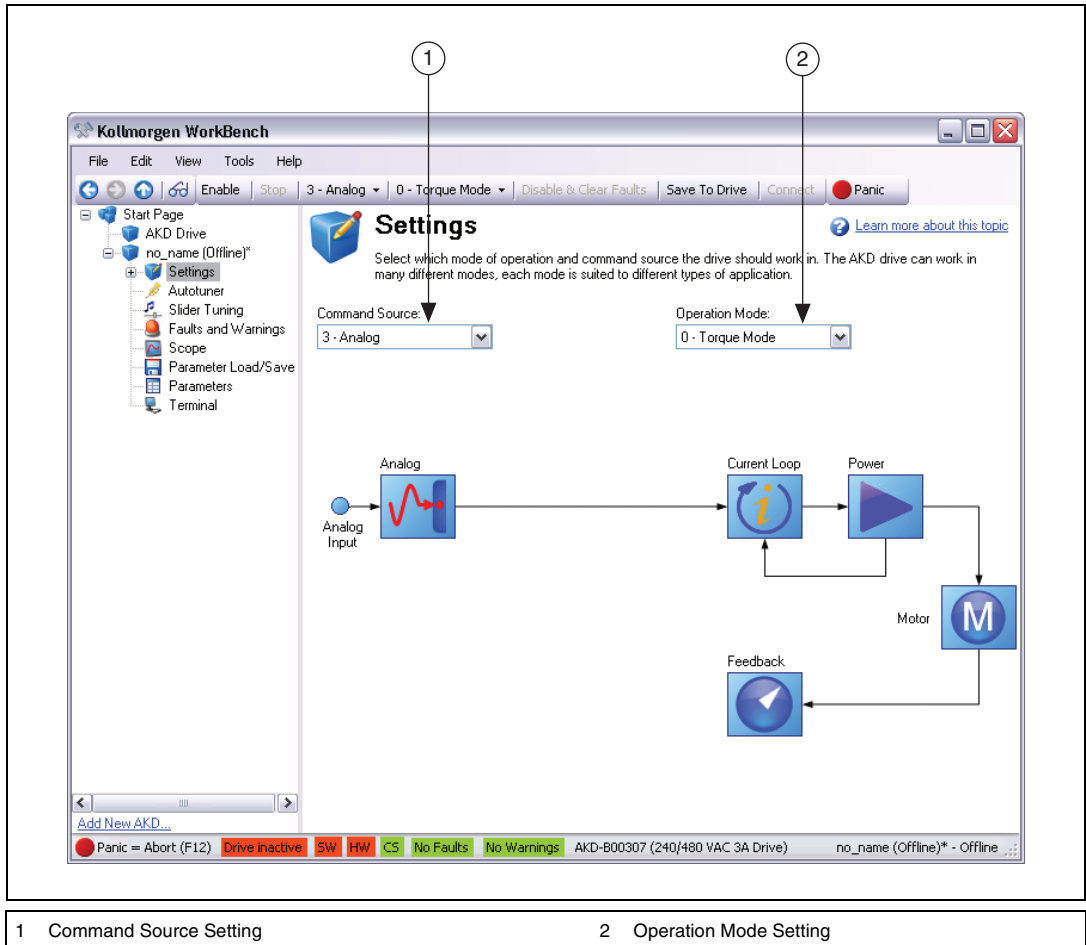 1
2
Kollmorgen WorkBench
File Edit View Tools Help
Enable Stop 3 - Analog 0 - Torque Mode Disable & Clear Faults Save To Drive Connect Panic
Start Page
AKD Drive
no_name (Offline)*
Settings
Autotuner
Slider Tuning
Faults and Warnings
Scope
Parameter Load/Save
Parameters
Terminal
Add New AKD...
Settings
Learn more about this topic
Select which mode of operation and command source the drive should work in. The AKD drive can work in
many different modes, each mode is suited to different types of application.
Command Source:
Operation Mode:
3 - Analog
0 - Torque Mode
Analog
Current Loop
Power
Analog
Input
i
Motor
M
Feedback
Panic = Abort (F12) Drive inactive SW HW CS No Faults No Warnings AKD-B00307 (240/480 VAC 3A Drive) no_name (Offline)* - Offline
1 Command Source Setting
2 Operation Mode Setting